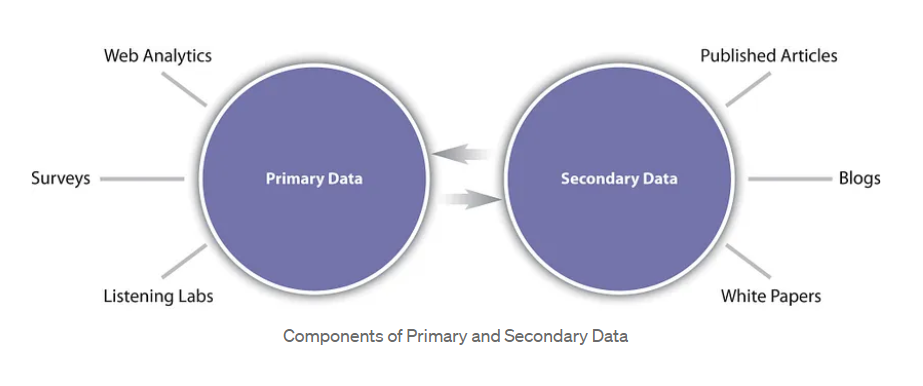 Web Analytics
Published Articles
Surveys
Primary Data
Secondary Data
Blogs
Listening Labs
White Papers
Components of Primary and Secondary Data